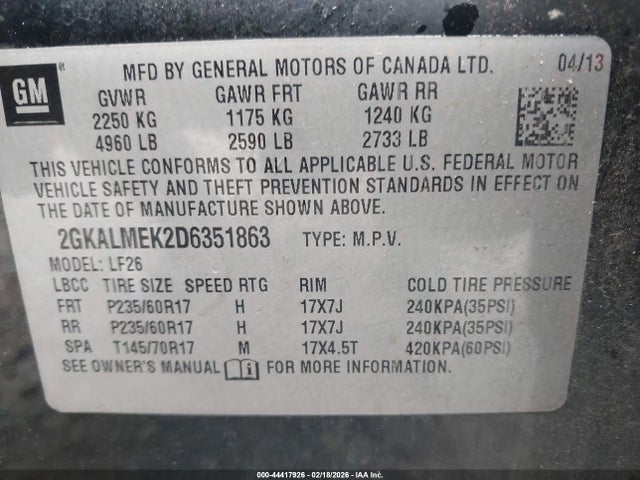 GM
MFD BY GENERAL MOTORS OF CANADA LTD. 04/13
GVWR GAWR FRT GAWR RR
2250 KG 1175 KG 1240 KG
4960 LB 2590 LB 2733 LB
THIS VEHICLE CONFORMS TO ALL APPLICABLE U.S. FEDERAL MOTOR
VEHICLE SAFETY AND THEFT PREVENTION STANDARDS IN EFFECT ON
THE DATE OF MANUFACTURE SHOWN ABOVE.
2GKALMEK2D6351863 TYPE: M.P.V.
MODEL: LF26
LBCC TIRE SIZE SPEED RTG RIM COLD TIRE PRESSURE
FRT P235/60R17 H 17X7J 240KPA(35PSI)
RR P235/60R17 H 17X7J 240KPA(35PSI)
SPA T145/70R17 M 17X4.5T 420KPA(60PSI)
SEE OWNER'S MANUAL FOR MORE INFORMATION.
000-44417926 - 02/18/2026 - IAA Inc.